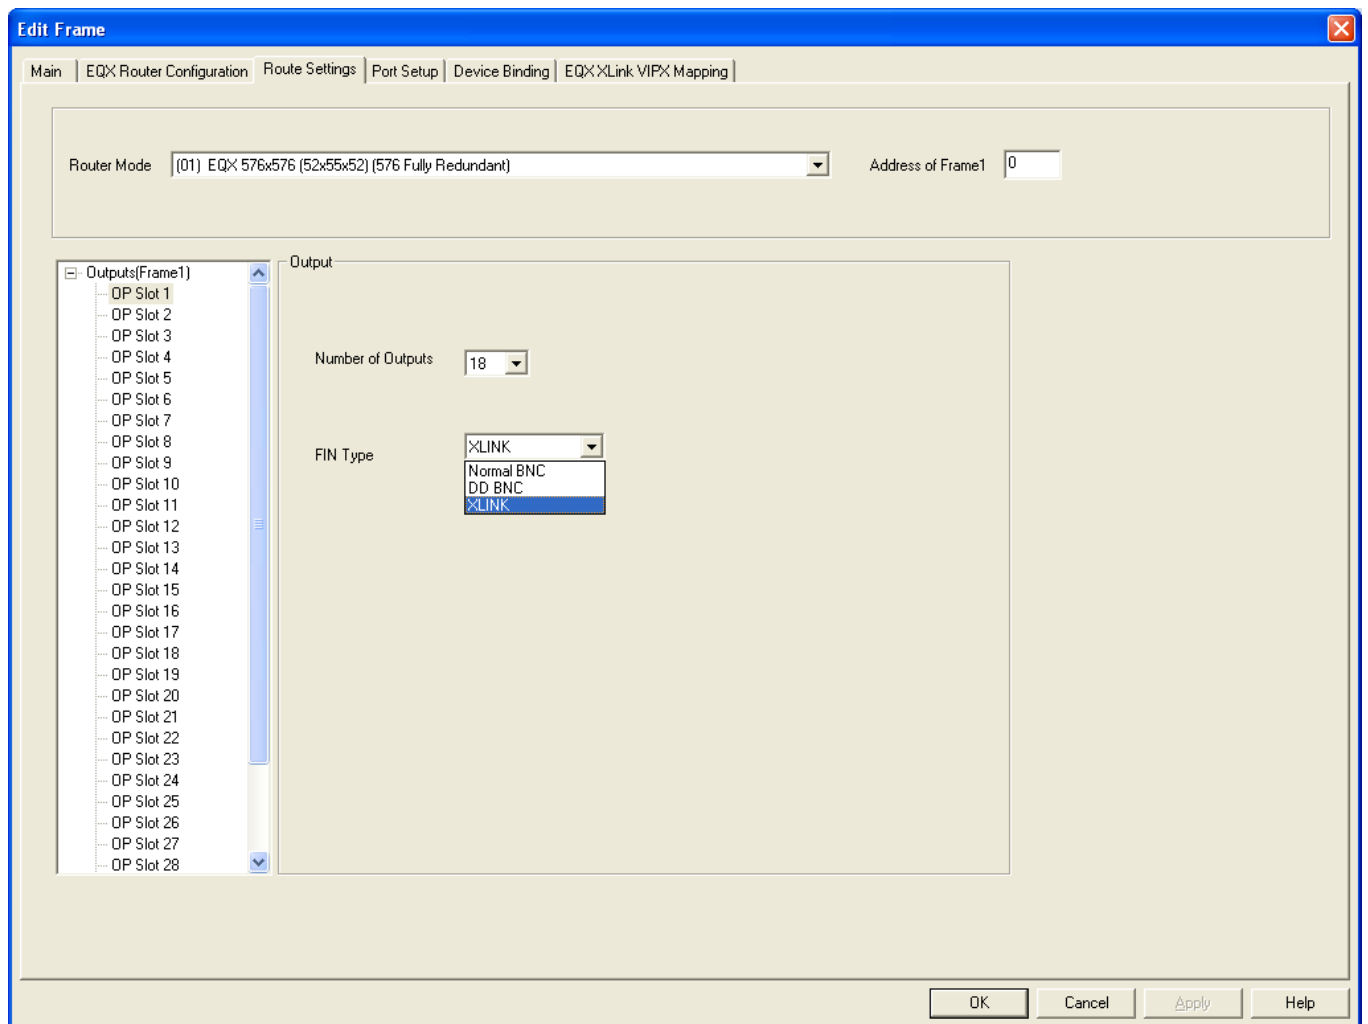 Edit Frame
Main
EQX Router Configuration
Route Settings
Port Setup
Device Binding
EQX XLink VIPX Mapping
Router Mode
(01) EQX 576x576 (52x55x52) (576 Fully Redundant)
Address of Frame1
0
Outputs(Frame1)
OP Slot 1
OP Slot 2
OP Slot 3
OP Slot 4
OP Slot 5
OP Slot 6
OP Slot 7
OP Slot 8
OP Slot 9
OP Slot 10
OP Slot 11
OP Slot 12
OP Slot 13
OP Slot 14
OP Slot 15
OP Slot 16
OP Slot 17
OP Slot 18
OP Slot 19
OP Slot 20
OP Slot 21
OP Slot 22
OP Slot 23
OP Slot 24
OP Slot 25
OP Slot 26
OP Slot 27
OP Slot 28
Output
Number of Outputs
18
FIN Type
XLINK
Normal BNC
DD BNC
XLINK
OK
Cancel
Apply
Help